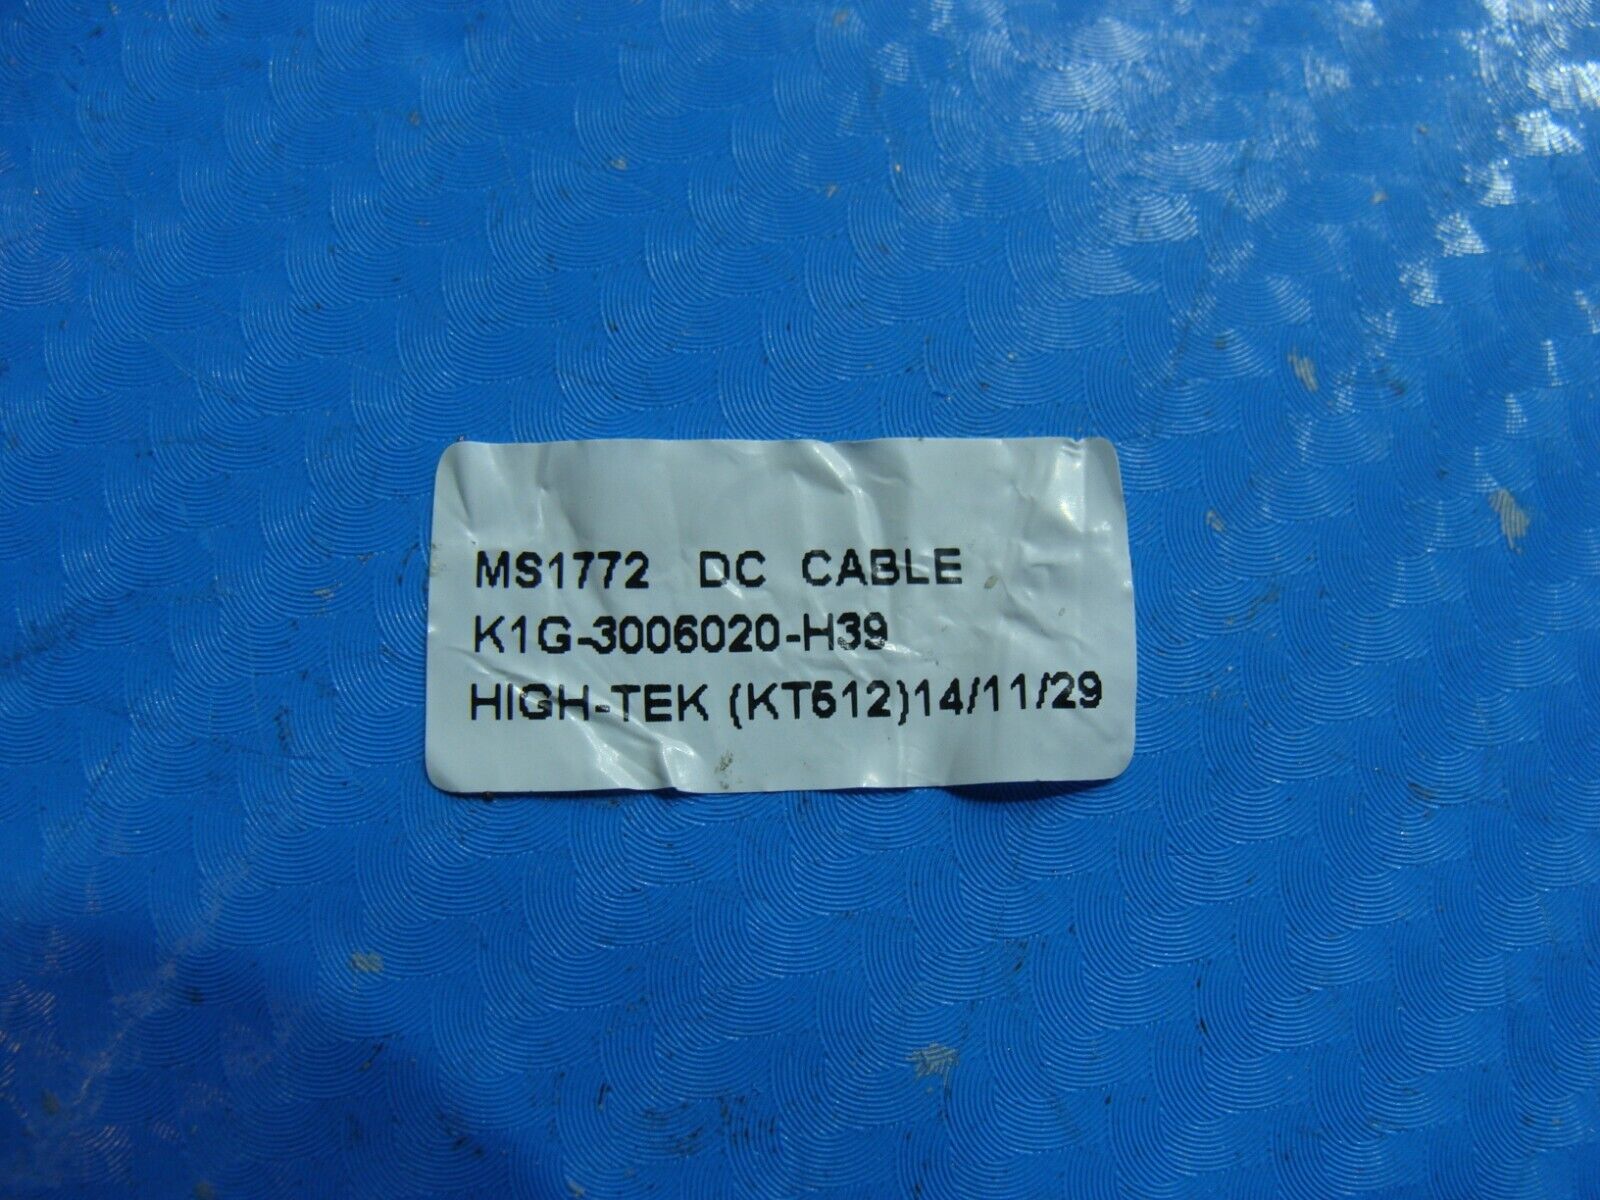 MS1772 DC CABLE
K1G-3006020-H39
HIGH-TEK (KT512)14/11/29